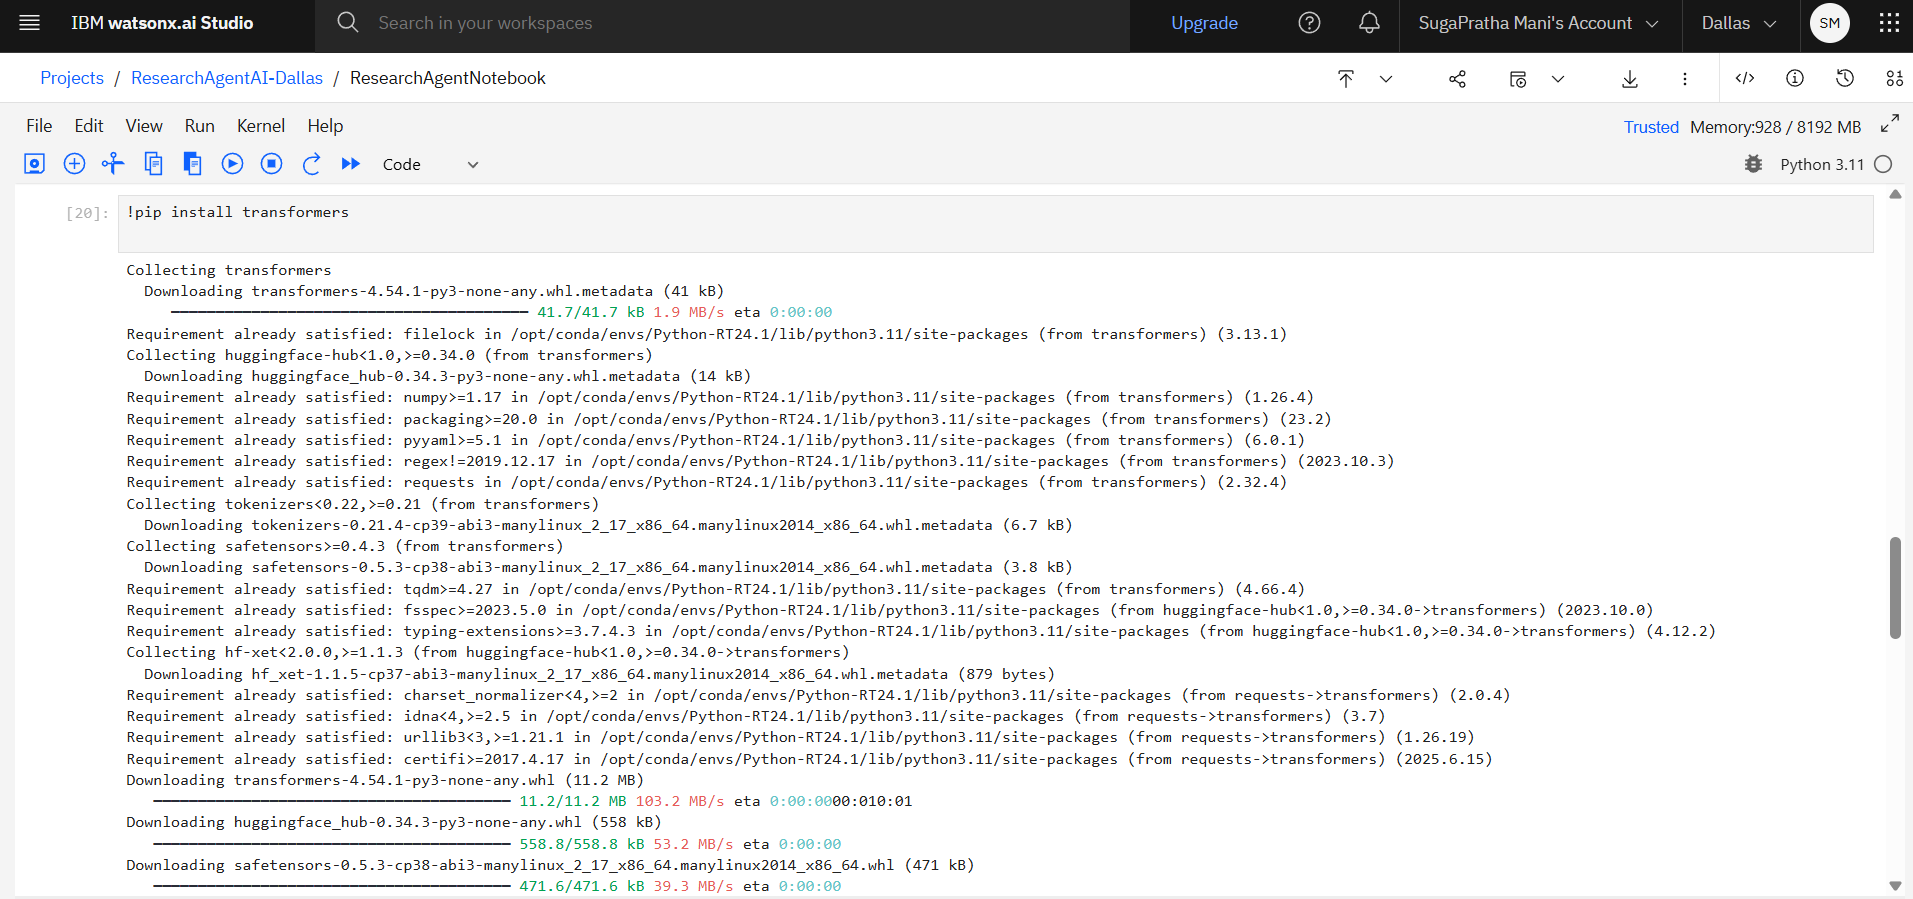 IBM watsonx.ai Studio
Search in your workspaces
Upgrade
SugaPratha Mani's Account
Dallas
SM
Projects / ResearchAgentAI-Dallas / ResearchAgentNotebook
File Edit View Run Kernel Help
Trusted Memory:928 / 8192 MB
Code
Python 3.11
[20]: !pip install transformers
Collecting transformers
Downloading transformers-4.54.1-py3-none-any.whl.metadata (41 kB)
41.7/41.7 kB 1.9 MB/s eta 0:00:00
Requirement already satisfied: filelock in /opt/conda/envs/Python-RT24.1/lib/python3.11/site-packages (from transformers) (3.13.1)
Collecting huggingface-hub<1.0,>=0.34.0 (from transformers)
Downloading huggingface_hub-0.34.3-py3-none-any.whl.metadata (14 kB)
Requirement already satisfied: numpy>=1.17 in /opt/conda/envs/Python-RT24.1/lib/python3.11/site-packages (from transformers) (1.26.4)
Requirement already satisfied: packaging>=20.0 in /opt/conda/envs/Python-RT24.1/lib/python3.11/site-packages (from transformers) (23.2)
Requirement already satisfied: pyyaml>=5.1 in /opt/conda/envs/Python-RT24.1/lib/python3.11/site-packages (from transformers) (6.0.1)
Requirement already satisfied: regex!=2019.12.17 in /opt/conda/envs/Python-RT24.1/lib/python3.11/site-packages (from transformers) (2023.10.3)
Requirement already satisfied: requests in /opt/conda/envs/Python-RT24.1/lib/python3.11/site-packages (from transformers) (2.32.4)
Collecting tokenizers<0.22,>=0.21 (from transformers)
Downloading tokenizers-0.21.4-cp39-abi3-manylinux_2_17_x86_64.manylinux2014_x86_64.whl.metadata (6.7 kB)
Collecting safetensors>=0.4.3 (from transformers)
Downloading safetensors-0.5.3-cp38-abi3-manylinux_2_17_x86_64.manylinux2014_x86_64.whl.metadata (3.8 kB)
Requirement already satisfied: tqdm>=4.27 in /opt/conda/envs/Python-RT24.1/lib/python3.11/site-packages (from transformers) (4.66.4)
Requirement already satisfied: fsspec>=2023.5.0 in /opt/conda/envs/Python-RT24.1/lib/python3.11/site-packages (from huggingface-hub<1.0,>=0.34.0->transformers) (2023.10.0)
Requirement already satisfied: typing-extensions>=3.7.4.3 in /opt/conda/envs/Python-RT24.1/lib/python3.11/site-packages (from huggingface-hub<1.0,>=0.34.0->transformers) (4.12.2)
Collecting hf-xet<2.0.0,>=1.1.3 (from huggingface-hub<1.0,>=0.34.0->transformers)
Downloading hf_xet-1.1.5-cp37-abi3-manylinux_2_17_x86_64.manylinux2014_x86_64.whl.metadata (879 bytes)
Requirement already satisfied: charset_normalizer<4,>=2 in /opt/conda/envs/Python-RT24.1/lib/python3.11/site-packages (from requests->transformers) (2.0.4)
Requirement already satisfied: idna<4,>=2.5 in /opt/conda/envs/Python-RT24.1/lib/python3.11/site-packages (from requests->transformers) (3.7)
Requirement already satisfied: urllib3<3,>=1.21.1 in /opt/conda/envs/Python-RT24.1/lib/python3.11/site-packages (from requests->transformers) (1.26.19)
Requirement already satisfied: certifi>=2017.4.17 in /opt/conda/envs/Python-RT24.1/lib/python3.11/site-packages (from requests->transformers) (2025.6.15)
Downloading transformers-4.54.1-py3-none-any.whl (11.2 MB)
11.2/11.2 MB 103.2 MB/s eta 0:00:0000:010:01
Downloading huggingface_hub-0.34.3-py3-none-any.whl (558 kB)
558.8/558.8 kB 53.2 MB/s eta 0:00:00
Downloading safetensors-0.5.3-cp38-abi3-manylinux_2_17_x86_64.manylinux2014_x86_64.whl (471 kB)
471.6/471.6 kB 39.3 MB/s eta 0:00:00